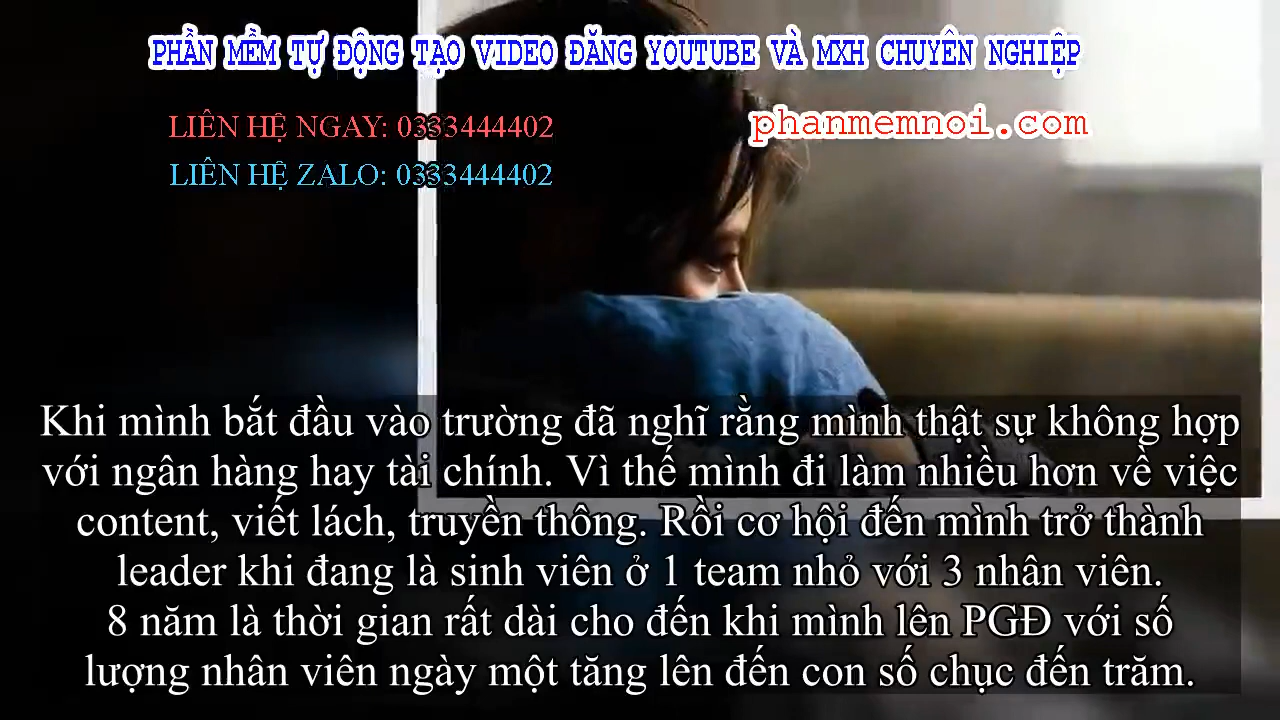 PHẦN MỀM TỰ ĐỘNG TẠO VIDEO ĐĂNG YOUTUBE VÀ MXH CHUYÊN NGHIỆP
LIÊN HỆ NGAY: 0333444402
phanmemnoi.com
LIÊN HỆ ZALO: 0333444402
Khi mình bắt đầu vào trường đã nghĩ rằng mình thật sự không hợp
với ngân hàng hay tài chính. Vì thế mình đi làm nhiều hơn về việc
content, viết lách, truyền thông. Rồi cơ hội đến mình trở thành
leader khi đang là sinh viên ở 1 team nhỏ với 3 nhân viên.
8 năm là thời gian rất dài cho đến khi mình lên PGĐ với số
lượng nhân viên ngày một tăng lên đến con số chục đến trăm.